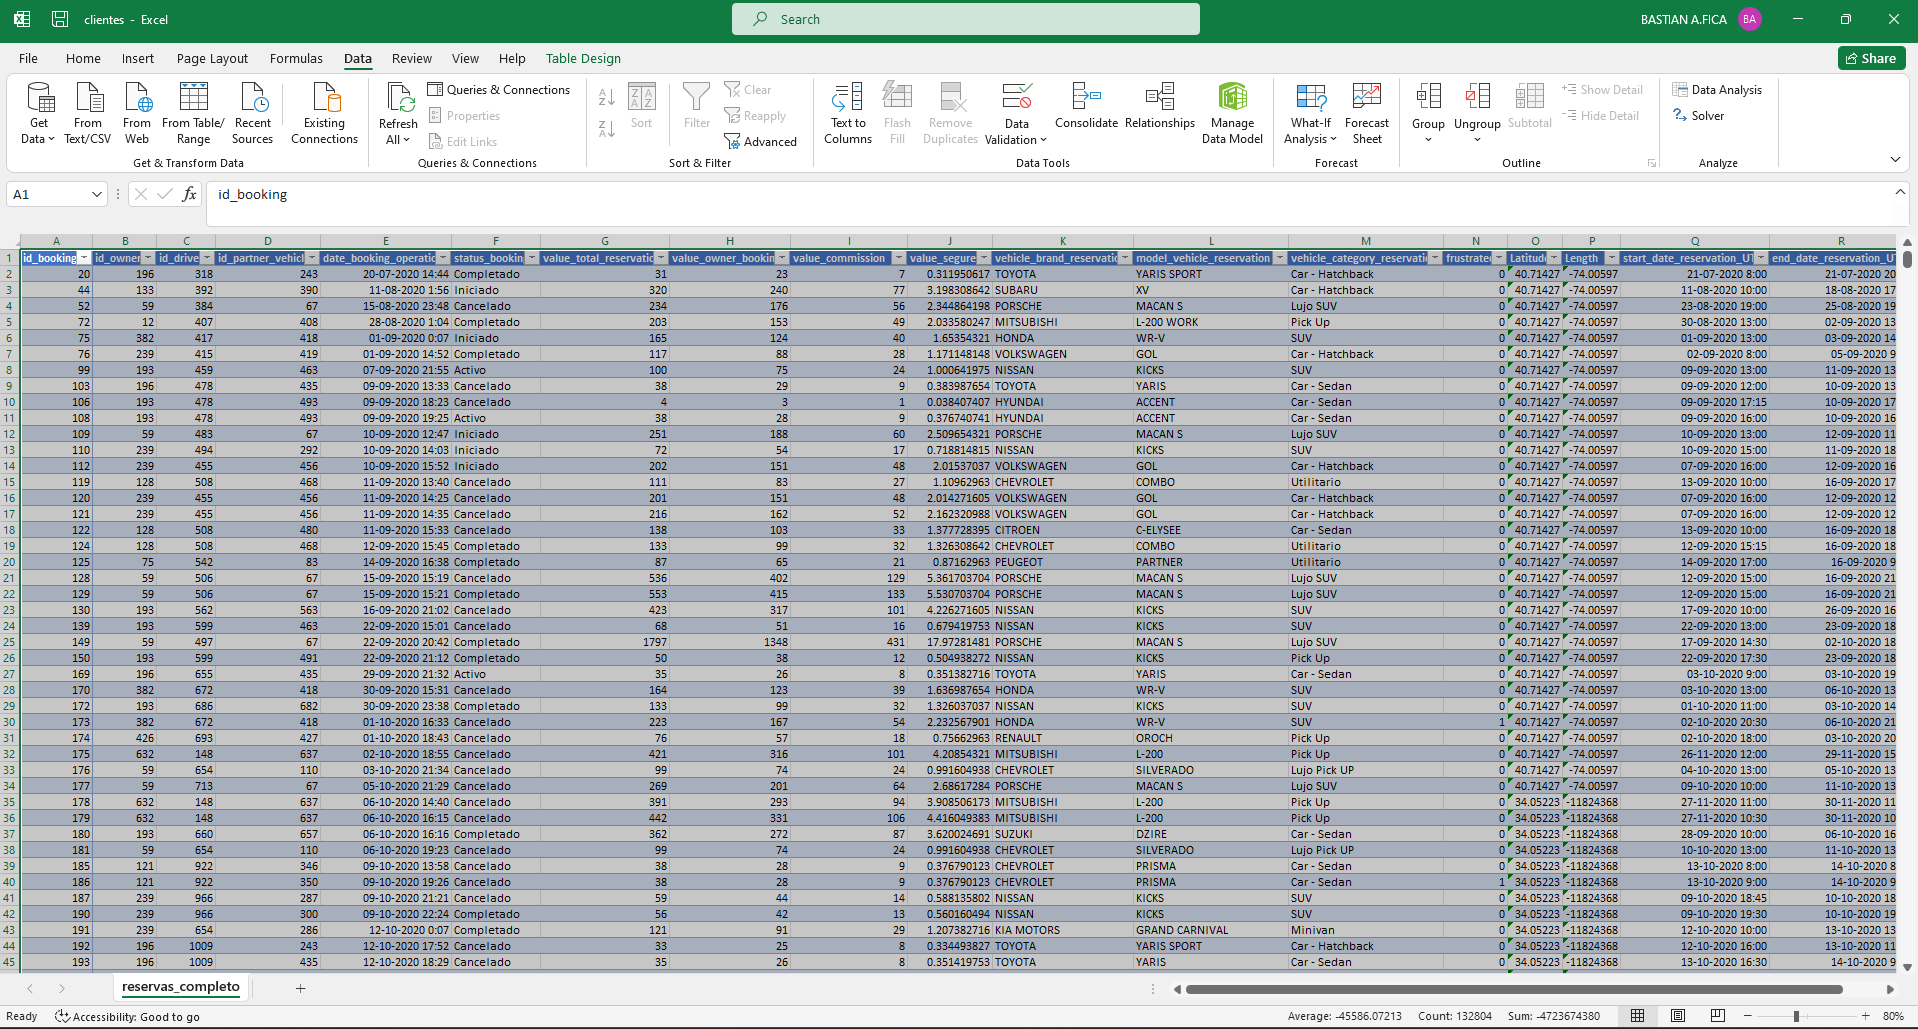 clientes - Excel
Search
BASTIAN A.FICA BA
File Home Insert Page Layout Formulas Data Review View Help Table Design
Share
Get Data From Text/CSV From Web From Table/ Range Recent Sources Existing Connections
Get & Transform Data
Refresh All Queries & Connections Properties Edit Links
Queries & Connections
Sort Filter Clear Reapply Advanced
Sort & Filter
Text to Columns Flash Fill Remove Duplicates Data Validation Consolidate Relationships Manage Data Model
Data Tools
What-If Analysis Forecast Sheet
Forecast
Group Ungroup Subtotal Show Detail Hide Detail
Outline
Data Analysis Solver
Analyze
A1 fx id_booking
A B C D E F G H I J K L M N O P Q R
1 id_booking id_owner id_drive id_partner_vehicl date_booking_operatio status_bookin value_total_reservatio value_owner_bookin value_commission value_segure vehicle_brand_reservatio model_vehicle_reservation vehicle_category_reservati frustrated Latitud Length start_date_reservation_UT end_date_reservation_U
2 20 196 318 243 20-07-2020 14:44 Completado 31 23 7 0.311950617 TOYOTA YARIS SPORT Car - Hatchback 0 40.71427 -74.00597 21-07-2020 8:00 21-07-2020 20
3 44 133 392 390 11-08-2020 1:56 Iniciado 320 240 77 3.198308642 SUBARU XV Car - Hatchback 0 40.71427 -74.00597 11-08-2020 10:00 18-08-2020 17
4 52 59 384 67 15-08-2020 23:48 Cancelado 234 176 56 2.344864198 PORSCHE MACAN S Lujo SUV 0 40.71427 -74.00597 23-08-2020 19:00 25-08-2020 19
5 72 12 407 408 28-08-2020 1:04 Completado 203 153 49 2.033580247 MITSUBISHI L-200 WORK Pick Up 0 40.71427 -74.00597 30-08-2020 13:00 02-09-2020 13
6 75 382 417 418 01-09-2020 0:07 Iniciado 165 124 40 1.65354321 HONDA WR-V SUV 0 40.71427 -74.00597 01-09-2020 13:00 03-09-2020 14
7 76 239 415 419 01-09-2020 14:52 Completado 117 88 28 1.171148148 VOLKSWAGEN GOL Car - Hatchback 0 40.71427 -74.00597 02-09-2020 8:00 05-09-2020 9
8 99 193 459 463 07-09-2020 21:55 Activo 100 75 24 1.000641975 NISSAN KICKS SUV 0 40.71427 -74.00597 09-09-2020 13:00 11-09-2020 13
9 103 196 478 435 09-09-2020 13:33 Cancelado 38 29 9 0.383987654 TOYOTA YARIS Car - Sedan 0 40.71427 -74.00597 09-09-2020 12:00 10-09-2020 13
10 106 193 478 493 09-09-2020 18:23 Cancelado 4 3 1 0.038407407 HYUNDAI ACCENT Car - Sedan 0 40.71427 -74.00597 09-09-2020 17:15 10-09-2020 17
11 108 193 478 493 09-09-2020 19:25 Activo 38 28 9 0.376740741 HYUNDAI ACCENT Car - Sedan 0 40.71427 -74.00597 09-09-2020 16:00 10-09-2020 16
12 109 59 483 67 10-09-2020 12:47 Iniciado 251 188 60 2.509654321 PORSCHE MACAN S Lujo SUV 0 40.71427 -74.00597 10-09-2020 13:00 12-09-2020 11
13 110 239 494 292 10-09-2020 14:03 Iniciado 72 54 17 0.718814815 NISSAN KICKS SUV 0 40.71427 -74.00597 10-09-2020 15:00 11-09-2020 18
14 112 239 455 456 10-09-2020 15:52 Iniciado 202 151 48 2.01537037 VOLKSWAGEN GOL Car - Hatchback 0 40.71427 -74.00597 07-09-2020 16:00 12-09-2020 16
15 119 128 508 468 11-09-2020 13:40 Cancelado 111 83 27 1.10962963 CHEVROLET COMBO Utilitario 0 40.71427 -74.00597 13-09-2020 10:00 16-09-2020 17
16 120 239 455 456 11-09-2020 14:25 Cancelado 201 151 48 2.014271605 VOLKSWAGEN GOL Car - Hatchback 0 40.71427 -74.00597 07-09-2020 16:00 12-09-2020 12
17 121 239 455 456 11-09-2020 14:35 Cancelado 216 162 52 2.162320988 VOLKSWAGEN GOL Car - Hatchback 0 40.71427 -74.00597 07-09-2020 16:00 12-09-2020 12
18 122 128 508 480 11-09-2020 15:33 Cancelado 138 103 33 1.377728395 CITROEN C-ELYSEE Car - Sedan 0 40.71427 -74.00597 13-09-2020 10:00 16-09-2020 18
19 124 128 508 468 12-09-2020 15:45 Completado 133 99 32 1.326308642 CHEVROLET COMBO Utilitario 0 40.71427 -74.00597 12-09-2020 15:15 16-09-2020 18
20 125 75 542 83 14-09-2020 16:38 Completado 87 65 21 0.87162963 PEUGEOT PARTNER Utilitario 0 40.71427 -74.00597 14-09-2020 17:00 16-09-2020 9
21 128 59 506 67 15-09-2020 15:19 Cancelado 536 402 129 5.361703704 PORSCHE MACAN S Lujo SUV 0 40.71427 -74.00597 12-09-2020 15:00 16-09-2020 21
22 129 59 506 67 15-09-2020 15:21 Completado 553 415 133 5.530703704 PORSCHE MACAN S Lujo SUV 0 40.71427 -74.00597 12-09-2020 15:00 16-09-2020 21
23 130 193 562 563 16-09-2020 21:02 Cancelado 423 317 101 4.226271605 NISSAN KICKS SUV 0 40.71427 -74.00597 17-09-2020 10:00 26-09-2020 16
24 139 193 599 463 22-09-2020 15:01 Cancelado 68 51 16 0.679419753 NISSAN KICKS SUV 0 40.71427 -74.00597 22-09-2020 13:00 23-09-2020 18
25 149 59 497 67 22-09-2020 20:42 Completado 1797 1348 431 17.97281481 PORSCHE MACAN S Lujo SUV 0 40.71427 -74.00597 17-09-2020 14:30 02-10-2020 18
26 150 193 599 491 22-09-2020 21:12 Completado 50 38 12 0.504938272 NISSAN KICKS Pick Up 0 40.71427 -74.00597 22-09-2020 17:30 23-09-2020 18
27 169 196 655 435 29-09-2020 21:32 Activo 35 26 8 0.351382716 TOYOTA YARIS Car - Sedan 0 40.71427 -74.00597 03-10-2020 9:00 03-10-2020 19
28 170 382 672 418 30-09-2020 15:31 Cancelado 164 123 39 1.636987654 HONDA WR-V SUV 0 40.71427 -74.00597 03-10-2020 13:00 06-10-2020 13
29 172 193 686 682 30-09-2020 23:38 Cancelado 133 99 32 1.326037037 NISSAN KICKS SUV 0 40.71427 -74.00597 01-10-2020 11:00 03-10-2020 14
30 173 382 672 418 01-10-2020 16:33 Cancelado 223 167 54 2.232567901 HONDA WR-V SUV 1 40.71427 -74.00597 02-10-2020 20:30 06-10-2020 21
31 174 426 693 427 01-10-2020 18:43 Cancelado 76 57 18 0.75662963 RENAULT OROCH Pick Up 0 40.71427 -74.00597 02-10-2020 18:00 03-10-2020 20
32 175 632 148 637 02-10-2020 18:55 Cancelado 421 316 101 4.20854321 MITSUBISHI L-200 Pick Up 0 40.71427 -74.00597 26-11-2020 12:00 29-11-2020 15
33 176 59 654 110 03-10-2020 21:34 Cancelado 99 74 24 0.991604938 CHEVROLET SILVERADO Lujo Pick UP 0 40.71427 -74.00597 04-10-2020 13:00 05-10-2020 13
34 177 59 713 67 05-10-2020 21:29 Cancelado 269 201 64 2.68617284 PORSCHE MACAN S Lujo SUV 0 40.71427 -74.00597 09-10-2020 10:00 11-10-2020 13
35 178 632 148 637 06-10-2020 14:40 Cancelado 391 293 94 3.908506173 MITSUBISHI L-200 Pick Up 0 34.05223 -11824368 27-11-2020 11:00 30-11-2020 11
36 179 632 148 637 06-10-2020 16:15 Cancelado 442 331 106 4.416049383 MITSUBISHI L-200 Pick Up 0 34.05223 -11824368 27-11-2020 10:30 30-11-2020 10
37 180 193 660 657 06-10-2020 16:16 Completado 362 272 87 3.620024691 SUZUKI DZIRE Car - Sedan 0 34.05223 -11824368 28-09-2020 10:00 06-10-2020 16
38 181 59 654 110 06-10-2020 19:23 Cancelado 99 74 24 0.991604938 CHEVROLET SILVERADO Lujo Pick UP 0 34.05223 -11824368 10-10-2020 13:00 11-10-2020 13
39 185 121 922 346 09-10-2020 13:58 Cancelado 38 28 9 0.376790123 CHEVROLET PRISMA Car - Sedan 0 34.05223 -11824368 13-10-2020 8:00 14-10-2020 8
40 186 121 922 350 09-10-2020 19:26 Cancelado 38 28 9 0.376790123 CHEVROLET PRISMA Car - Sedan 1 34.05223 -11824368 13-10-2020 9:00 14-10-2020 9
41 187 239 966 287 09-10-2020 21:21 Cancelado 59 44 14 0.588135802 NISSAN KICKS SUV 0 34.05223 -11824368 09-10-2020 18:45 10-10-2020 18
42 190 239 966 300 09-10-2020 22:24 Completado 56 42 13 0.560160494 NISSAN KICKS SUV 0 34.05223 -11824368 09-10-2020 19:30 10-10-2020 19
43 191 239 654 286 12-10-2020 0:07 Completado 121 91 29 1.207382716 KIA MOTORS GRAND CARNIVAL Minivan 0 34.05223 -11824368 12-10-2020 10:00 13-10-2020 13
44 192 196 1009 243 12-10-2020 17:52 Cancelado 33 25 8 0.334493827 TOYOTA YARIS SPORT Car - Hatchback 0 34.05223 -11824368 12-10-2020 16:00 13-10-2020 11
45 193 196 1009 435 12-10-2020 18:29 Cancelado 35 26 8 0.351419753 TOYOTA YARIS Car - Sedan 0 34.05223 -11824368 13-10-2020 16:30 14-10-2020 9
reservas_completo
Ready Accessibility: Good to go Average: -45586.07213 Count: 132804 Sum: -4723674380 80%